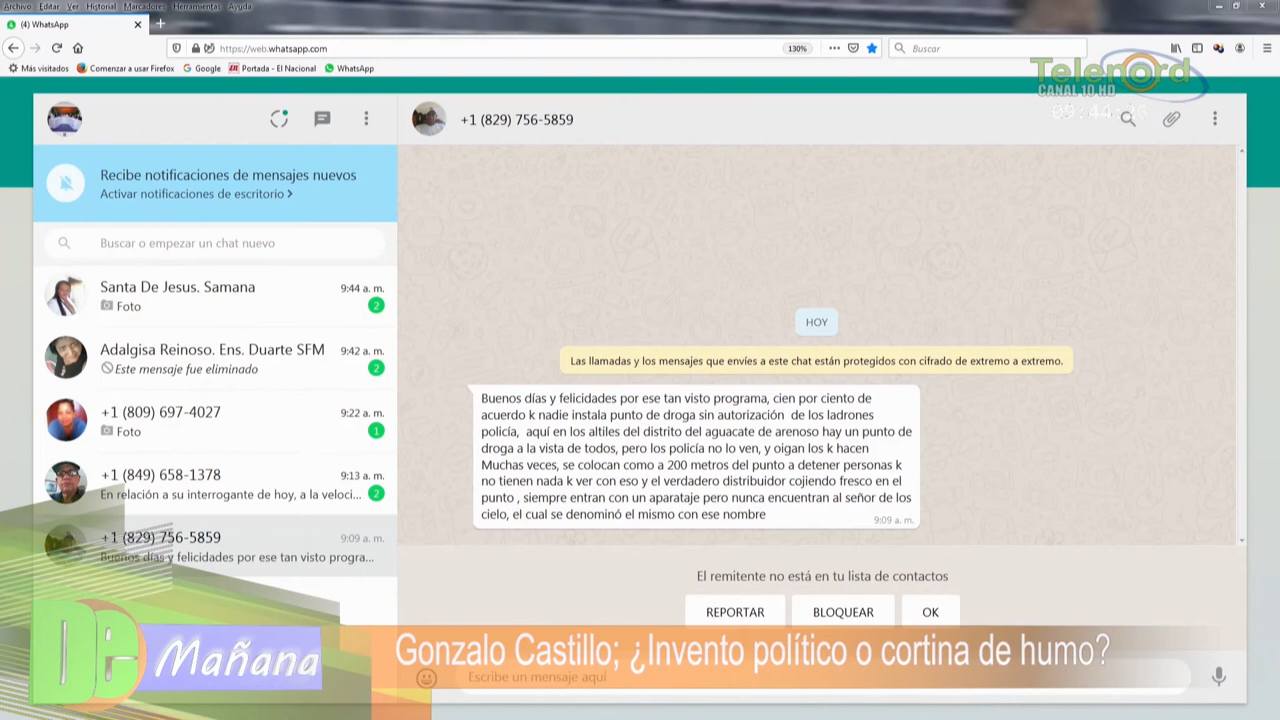 Archivo Editar Ver Historial Marcadores Herramientas Ayuda
(4) WhatsApp
https://web.whatsapp.com
130%
Buscar
Más visitados
Comenzar a usar Firefox
Google
Portada - El Nacional
WhatsApp
Telenord
CANAL 10 HD
+1 (829) 756-5859
Recibe notificaciones de mensajes nuevos
Activar notificaciones de escritorio >
Buscar o empezar un chat nuevo
Santa De Jesus. Samana 9:44 a. m.
Foto 2
Adalgisa Reinoso. Ens. Duarte SFM 9:42 a. m.
Este mensaje fue eliminado 2
+1 (809) 697-4027 9:22 a. m.
Foto 1
+1 (849) 658-1378 9:13 a. m.
En relación a su interrogante de hoy, a la veloci... 2
+1 (829) 756-5859 9:09 a. m.
Buenos días y felicidades por ese tan visto progra...
HOY
Las llamadas y los mensajes que envíes a este chat están protegidos con cifrado de extremo a extremo.
Buenos días y felicidades por ese tan visto programa, cien por ciento de
acuerdo k nadie instala punto de droga sin autorización de los ladrones
policía, aquí en los altiles del distrito del aguacate de arenoso hay un punto de
droga a la vista de todos, pero los policía no lo ven, y oigan los k hacen
Muchas veces, se colocan como a 200 metros del punto a detener personas k
no tienen nada k ver con eso y el verdadero distribuidor cojiendo fresco en el
punto , siempre entran con un aparataje pero nunca encuentran al señor de los
cielo, el cual se denominó el mismo con ese nombre
9:09 a. m.
El remitente no está en tu lista de contactos
REPORTAR
BLOQUEAR
OK
De Mañana
Gonzalo Castillo; ¿Invento político o cortina de humo?
Escribe un mensaje aquí